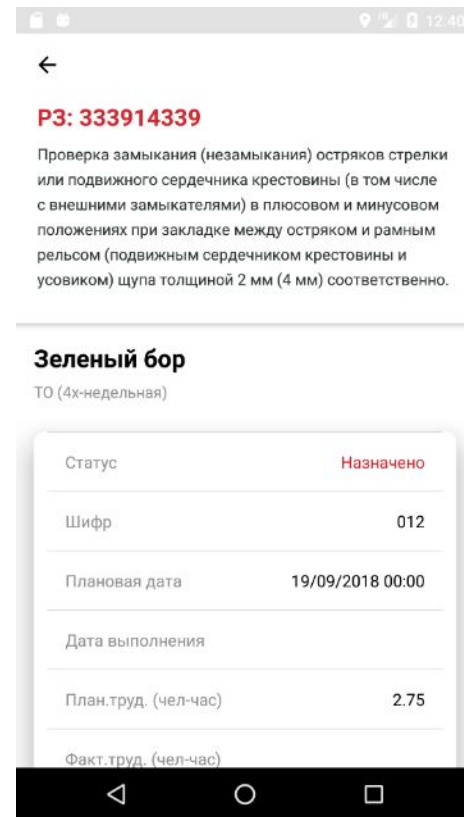 12:40
РЗ: 333914339
Проверка замыкания (незамыкания) остряков стрелки
или подвижного сердечника крестовины (в том числе
с внешними замыкателями) в плюсовом и минусовом
положениях при закладке между остряком и рамным
рельсом (подвижным сердечником крестовины и
усовиком) щупа толщиной 2 мм (4 мм) соответственно.
Зеленый бор
ТО (4х-недельная)
Статус Назначено
Шифр 012
Плановая дата 19/09/2018 00:00
Дата выполнения
План.труд. (чел-час) 2.75
Факт.труд. (чел-час)